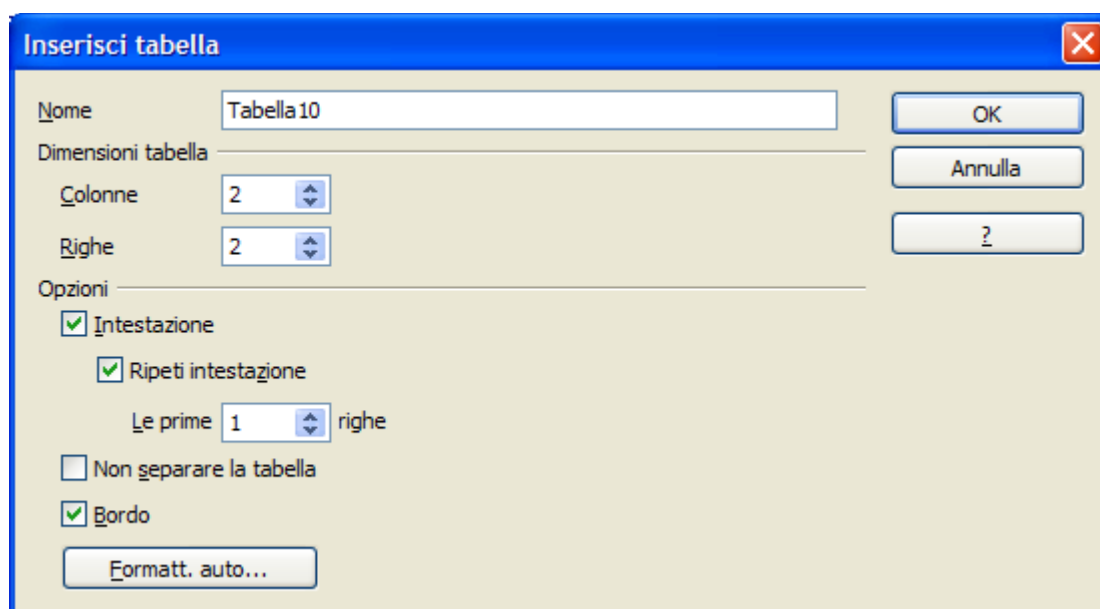 Inserisci tabella
Nome Tabella10
OK
Dimensioni tabella
Annulla
Colonne 2
Righe 2
?
Opzioni
Intestazione
Ripeti intestazione
Le prime 1 righe
Non separare la tabella
Bordo
Formatt. auto...